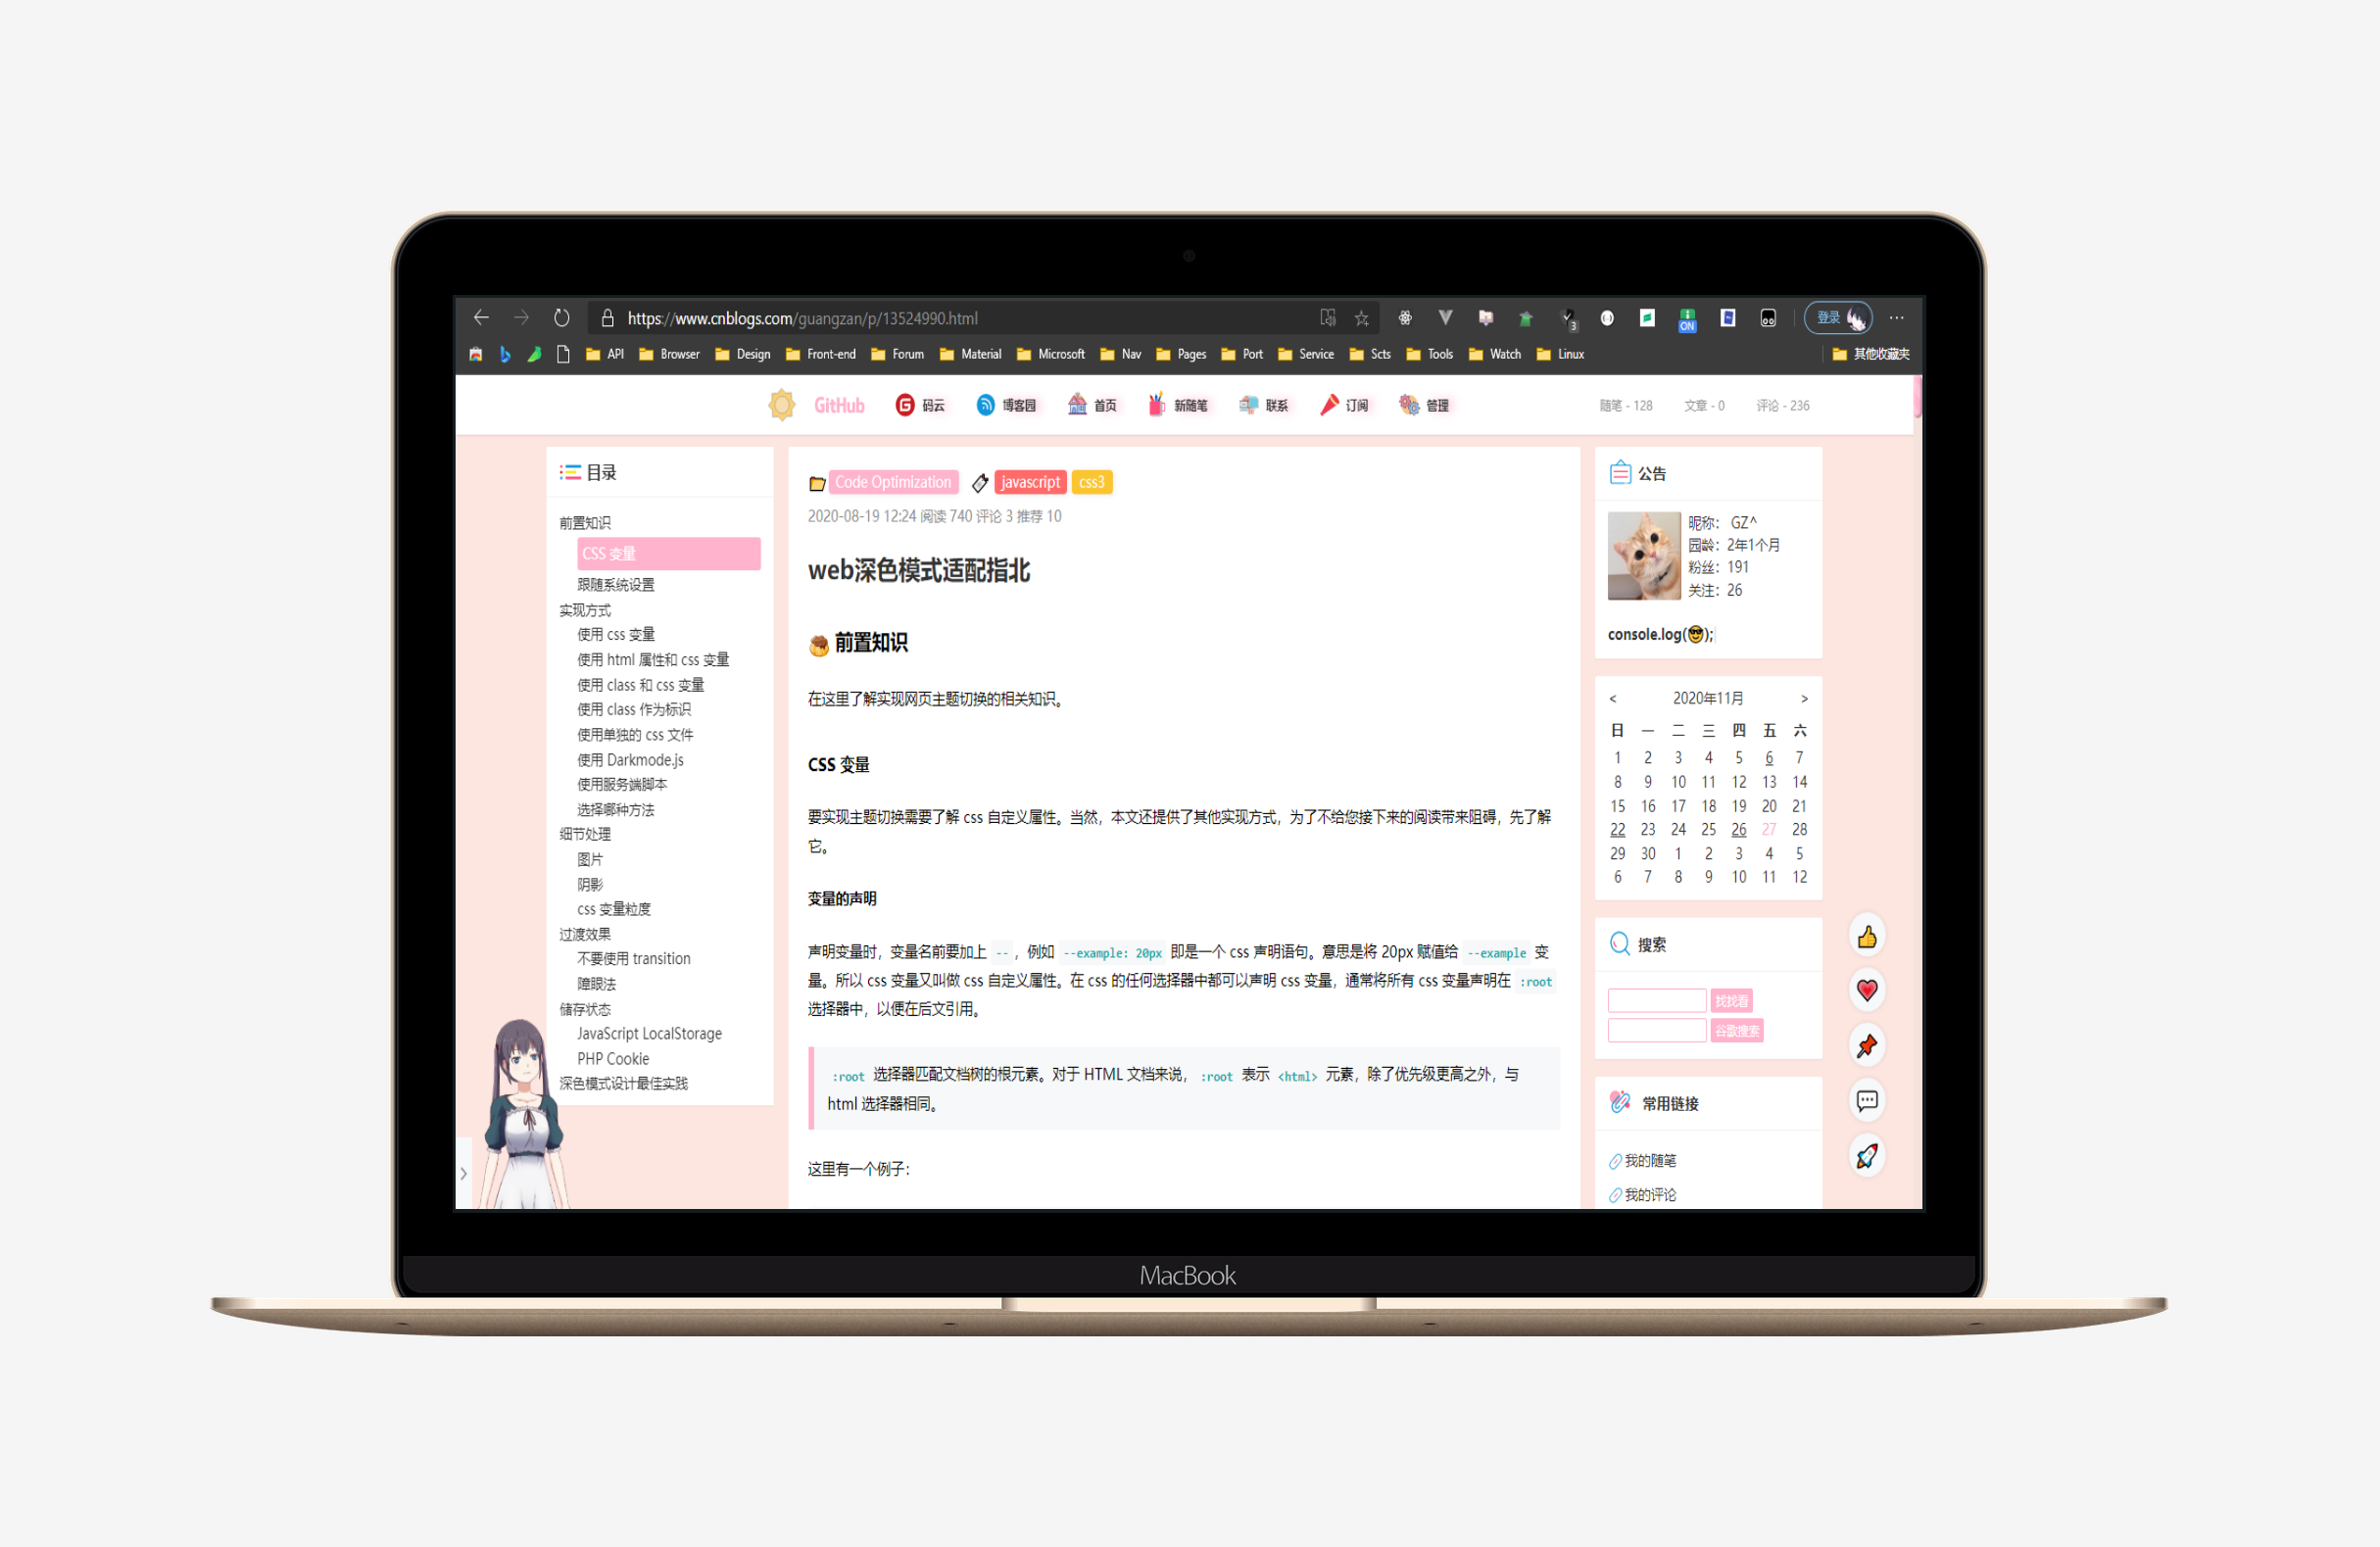 https://www.cnblogs.com/guangzan/p/13524990.html
3
ON
登录
API Browser Design Front-end Forum Material Microsoft Nav Pages Port Service Scts Tools Watch Linux 其他收藏夹
GitHub 码云 博客园 首页 新随笔 联系 订阅 管理 随笔 - 128 文章 - 0 评论 - 236
目录
前置知识
CSS 变量
跟随系统设置
实现方式
使用 css 变量
使用 html 属性和 css 变量
使用 class 和 css 变量
使用 class 作为标识
使用单独的 css 文件
使用 Darkmode.js
使用服务端脚本
选择哪种方法
细节处理
图片
阴影
css 变量粒度
过渡效果
不要使用 transition
障眼法
储存状态
JavaScript LocalStorage
PHP Cookie
深色模式设计最佳实践
Code Optimization javascript css3
2020-08-19 12:24 阅读 740 评论 3 推荐 10
web深色模式适配指北
前置知识
在这里了解实现网页主题切换的相关知识。
CSS 变量
要实现主题切换需要了解 css 自定义属性。当然，本文还提供了其他实现方式，为了不给您接下来的阅读带来阻碍，先了解
它。
变量的声明
声明变量时，变量名前要加上 -- ，例如 --example: 20px 即是一个 css 声明语句。意思是将 20px 赋值给 --example 变
量。所以 css 变量又叫做 css 自定义属性。在 css 的任何选择器中都可以声明 css 变量，通常将所有 css 变量声明在 :root
选择器中，以便在后文引用。
:root 选择器匹配文档树的根元素。对于 HTML 文档来说， :root 表示 <html> 元素，除了优先级更高之外，与
html 选择器相同。
这里有一个例子：
公告
昵称： GZ^
园龄：2年1个月
粉丝：191
关注：26
console.log(😎);
< 2020年11月 >
日 一 二 三 四 五 六
1 2 3 4 5 6 7
8 9 10 11 12 13 14
15 16 17 18 19 20 21
22 23 24 25 26 27 28
29 30 1 2 3 4 5
6 7 8 9 10 11 12
搜索
找找看
谷歌搜索
常用链接
我的随笔
我的评论
MacBook